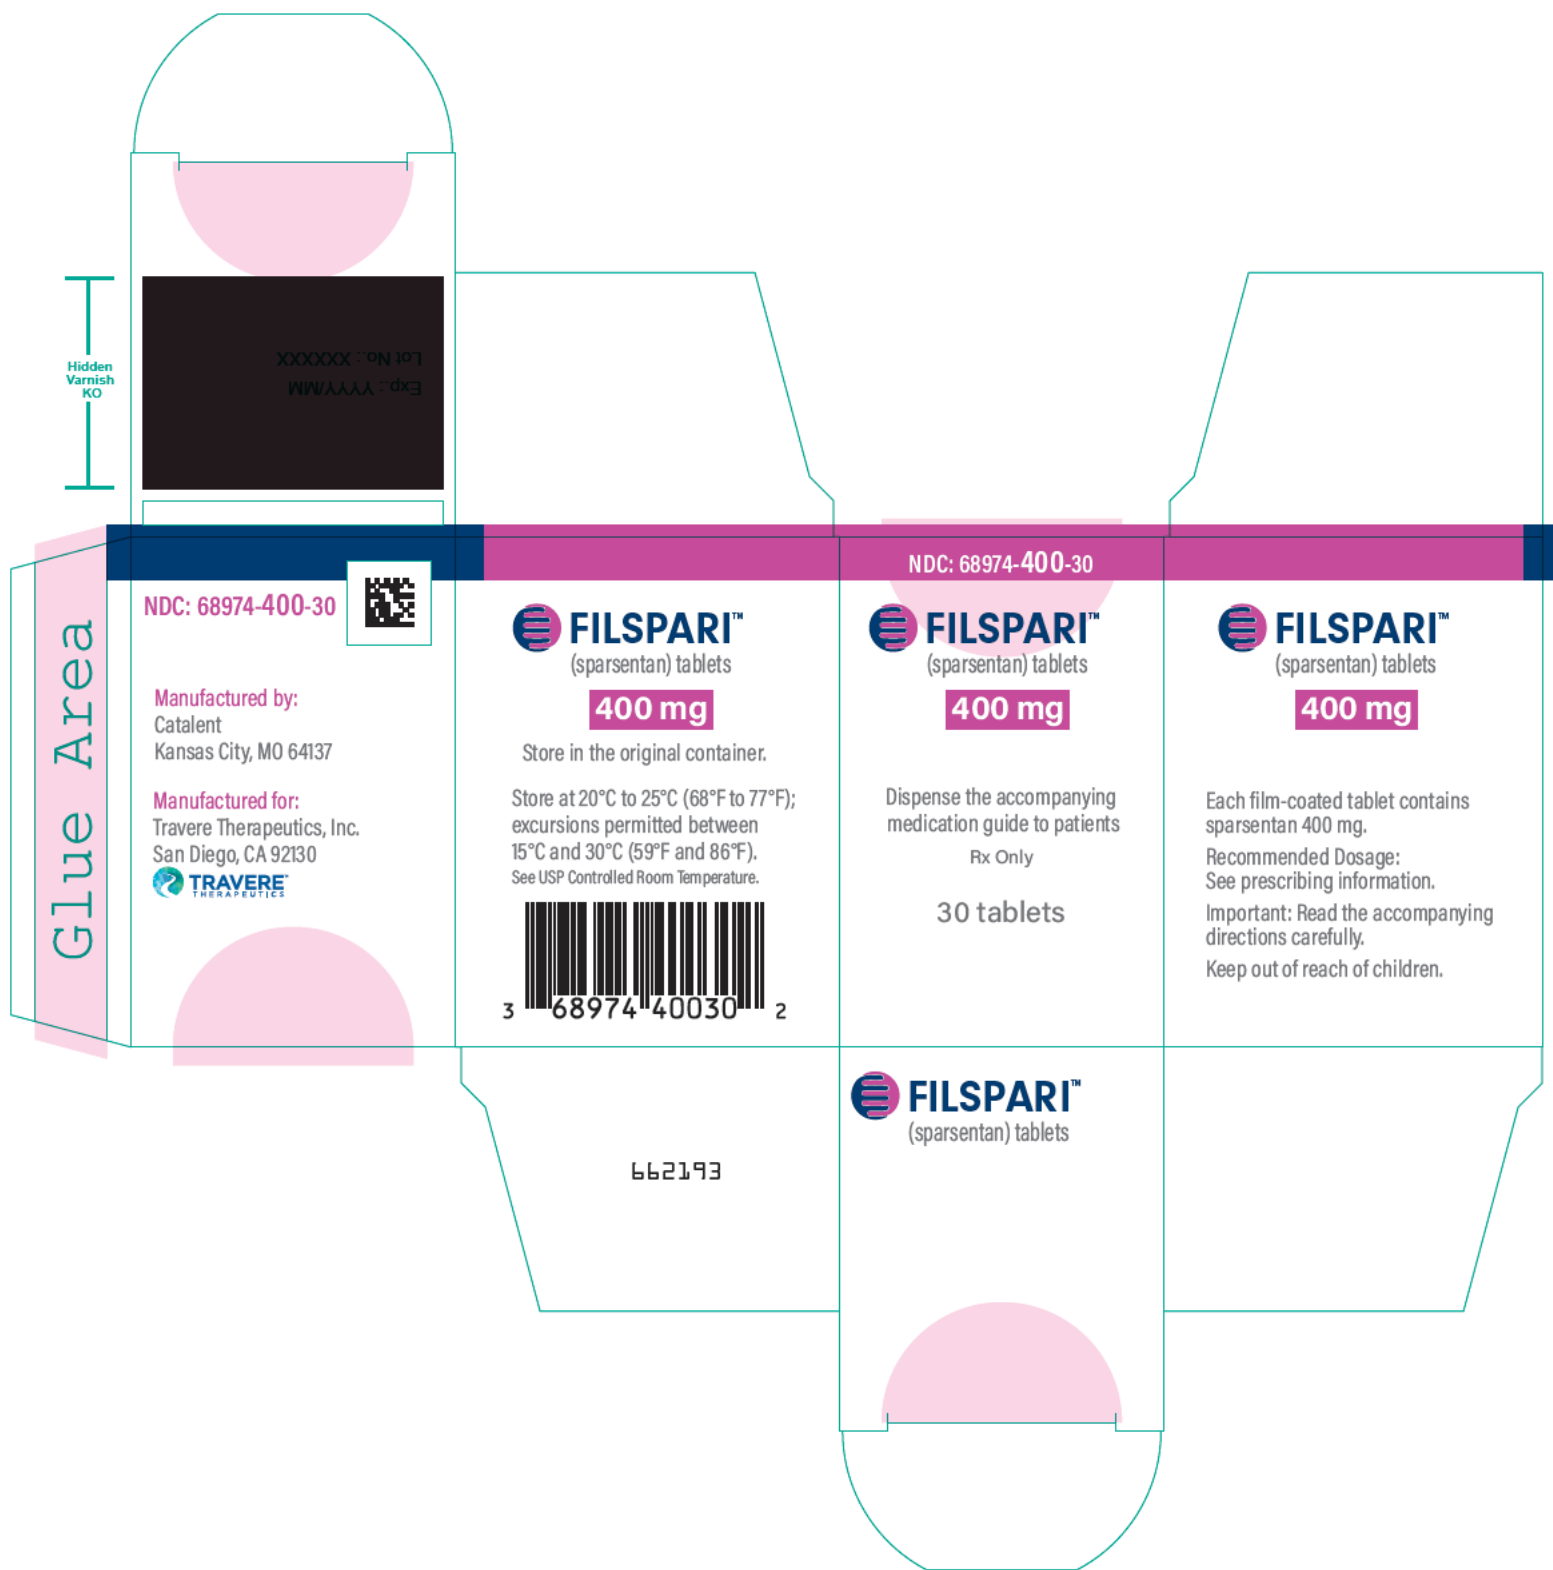 Hidden
Varnish
KO
Lot No.: XXXXXX
Exp.: YYYY/MM
Glue Area
NDC: 68974-400-30
Manufactured by:
Catalent
Kansas City, MO 64137
Manufactured for:
Travere Therapeutics, Inc.
San Diego, CA 92130
TRAVERE™
THERAPEUTICS
FILSPARI™
(sparsentan) tablets
400 mg
Store in the original container.
Store at 20°C to 25°C (68°F to 77°F);
excursions permitted between
15°C and 30°C (59°F and 86°F).
See USP Controlled Room Temperature.
3 68974 40030 2
662193
NDC: 68974-400-30
FILSPARI™
(sparsentan) tablets
400 mg
Dispense the accompanying
medication guide to patients
Rx Only
30 tablets
FILSPARI™
(sparsentan) tablets
FILSPARI™
(sparsentan) tablets
400 mg
Each film-coated tablet contains
sparsentan 400 mg.
Recommended Dosage:
See prescribing information.
Important: Read the accompanying
directions carefully.
Keep out of reach of children.